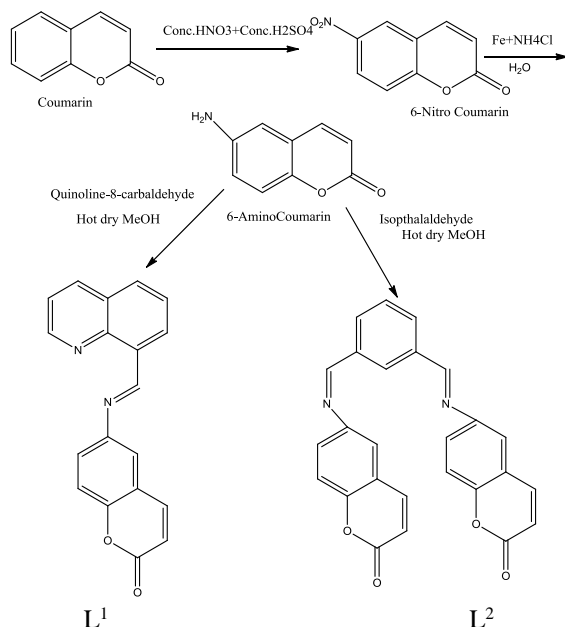 Conc.HNO3+Conc.H2SO4
O2N
Fe+NH4Cl
H2O
O
O
Coumarin
O
O
6-Nitro Coumarin
H2N
O
O
Quinoline-8-carbaldehyde
Hot dry MeOH
6-AminoCoumarin
Isopthalaldehyde
Hot dry MeOH
N
N
O
O
N
N
O
O
O
O
L1
L2